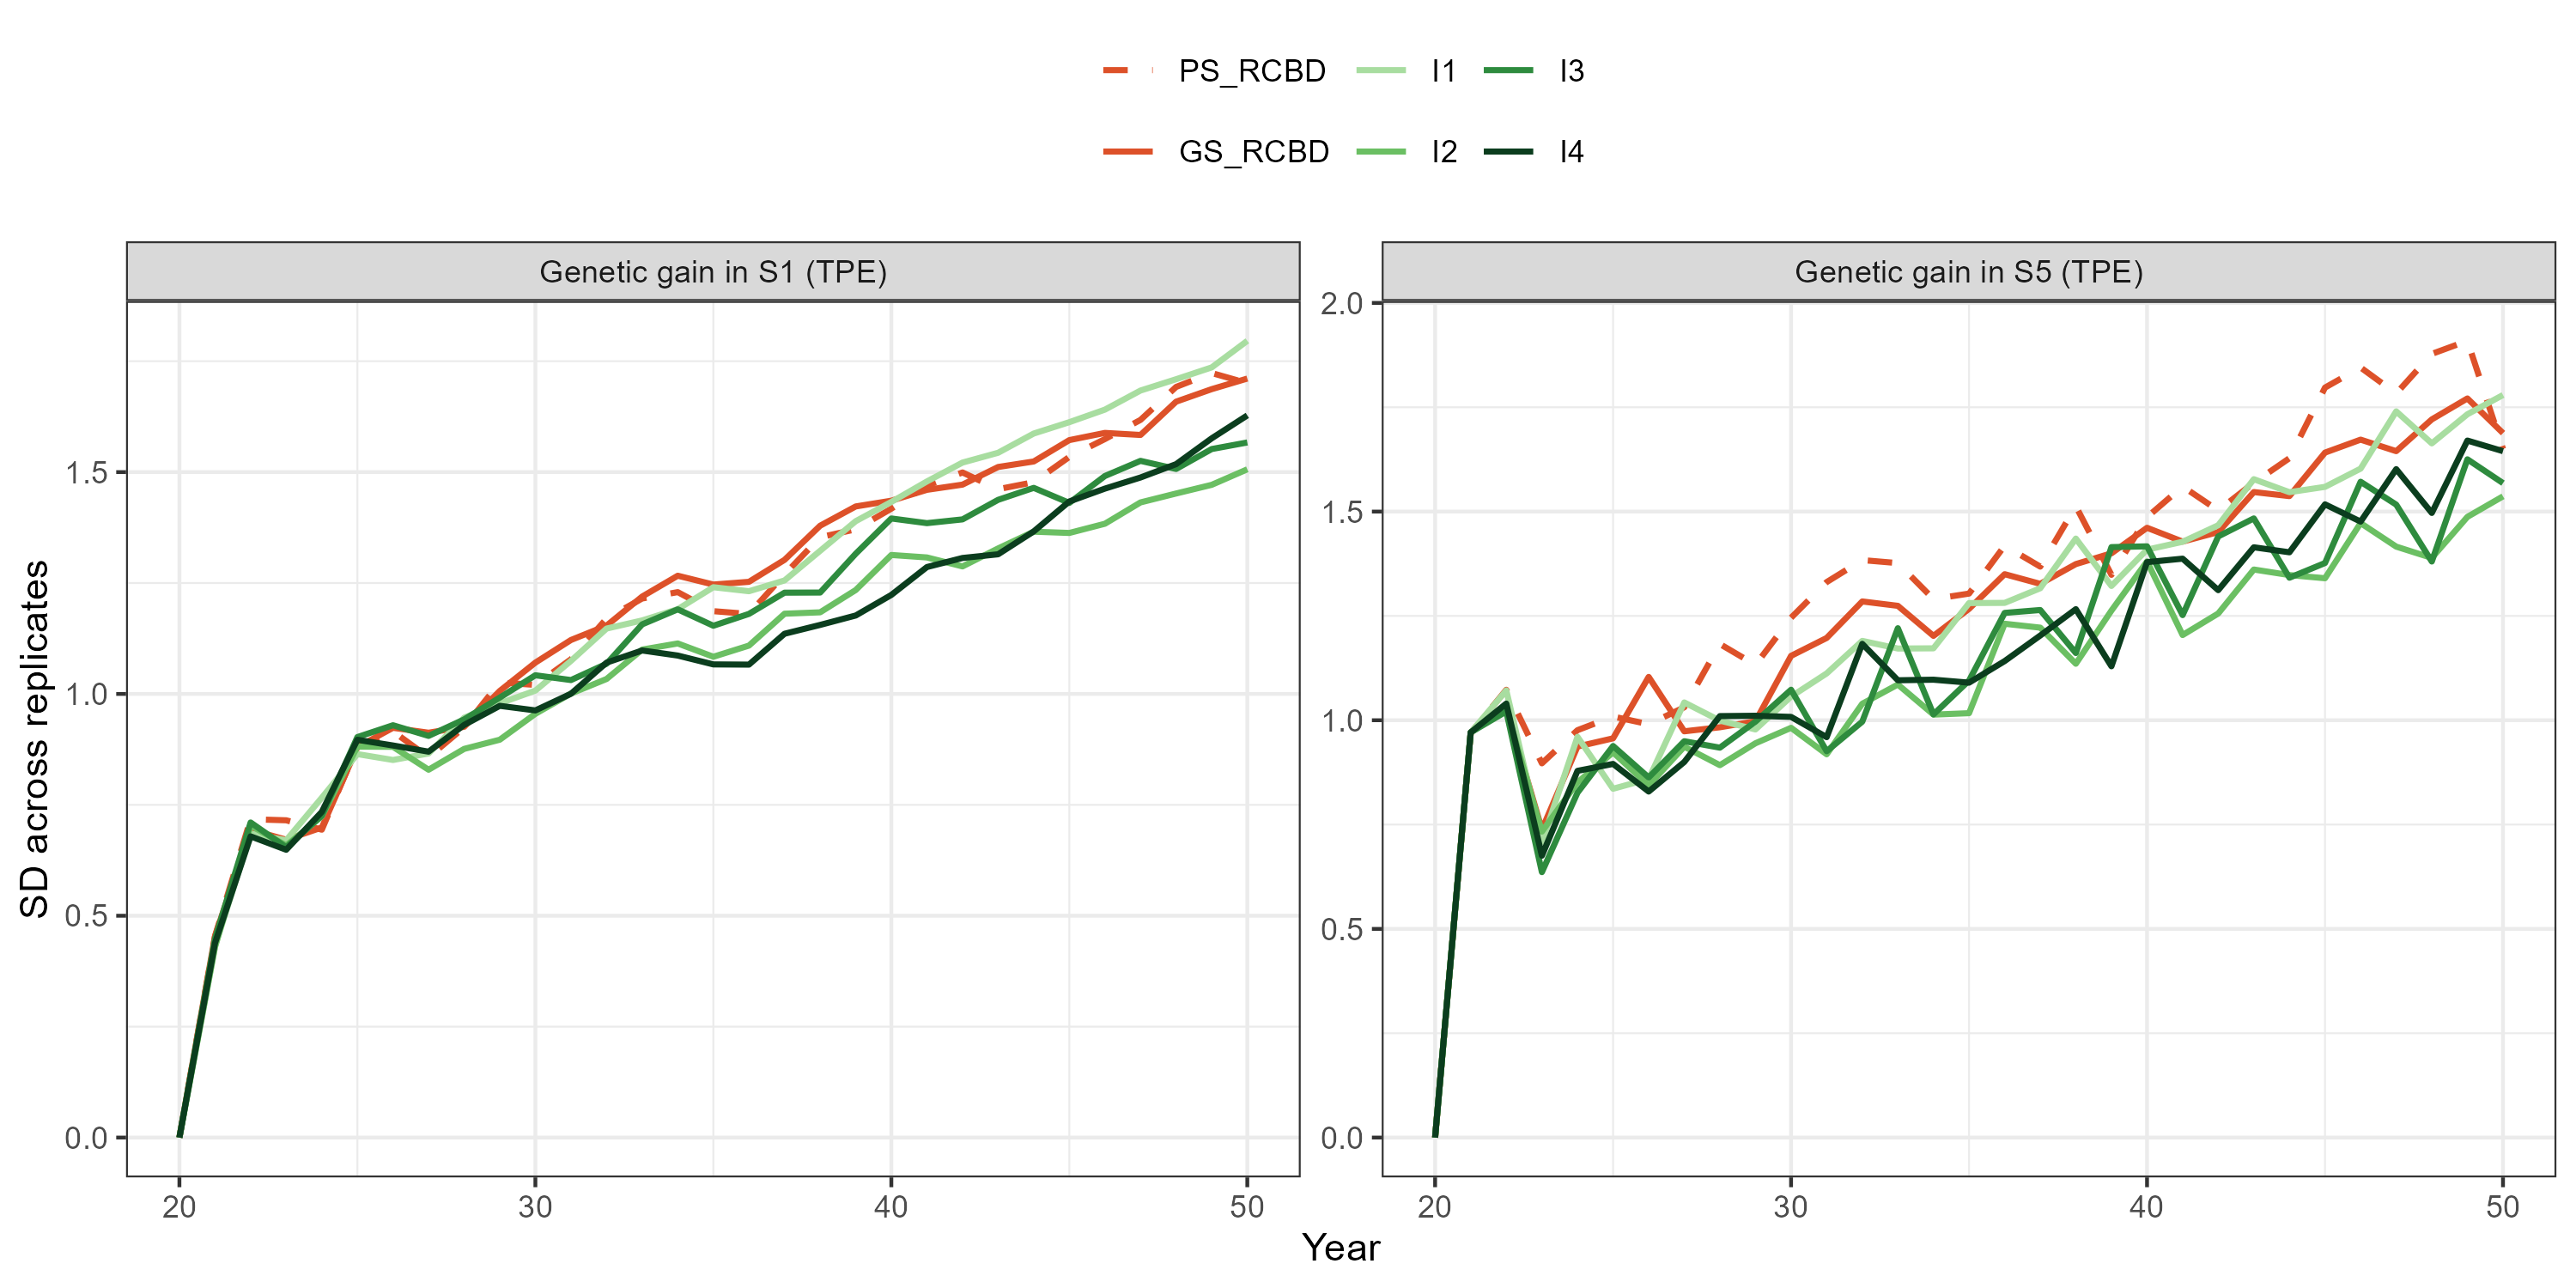 PS_RCBD I1 I3
GS_RCBD I2 I4
Genetic gain in S1 (TPE)
Genetic gain in S5 (TPE)
SD across replicates
1.5
1.0
0.5
0.0
2.0
1.5
1.0
0.5
0.0
20 30 40 50
20 30 40 50
Year